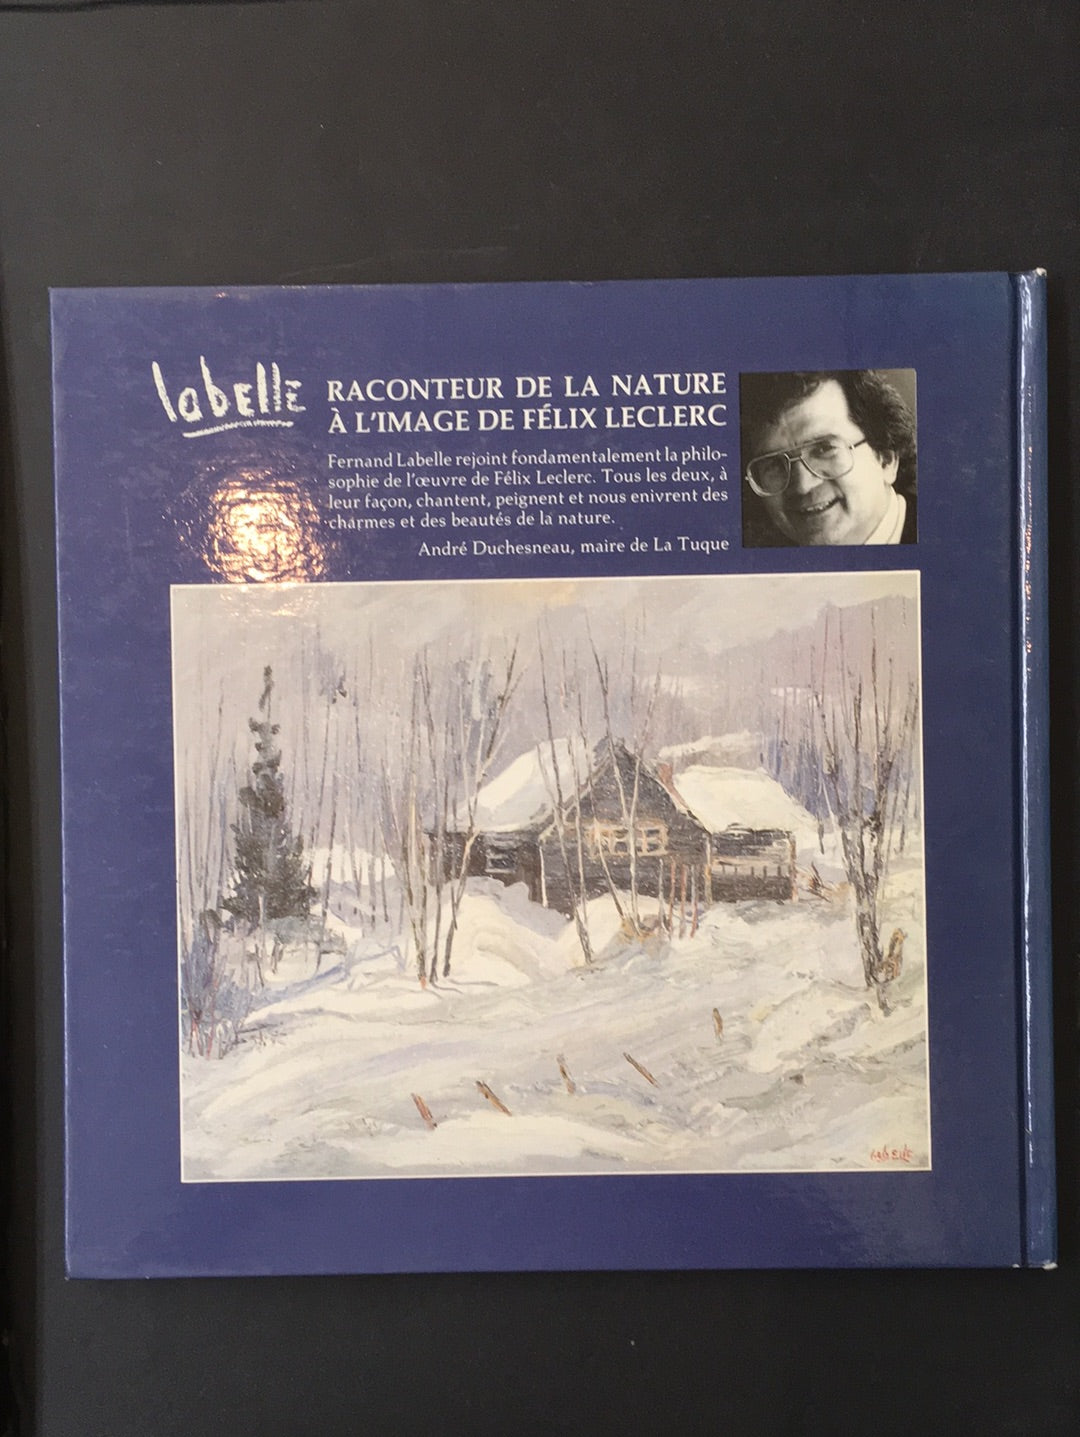 labelle
RACONTEUR DE LA NATURE
À L'IMAGE DE FÉLIX LECLERC
Fernand Labelle rejoint fondamentalement la philo-
sophie de l'œuvre de Félix Leclerc. Tous les deux, à
leur façon, chantent, peignent et nous enivrent des
charmes et des beautés de la nature.
André Duchesneau, maire de La Tuque
labelle